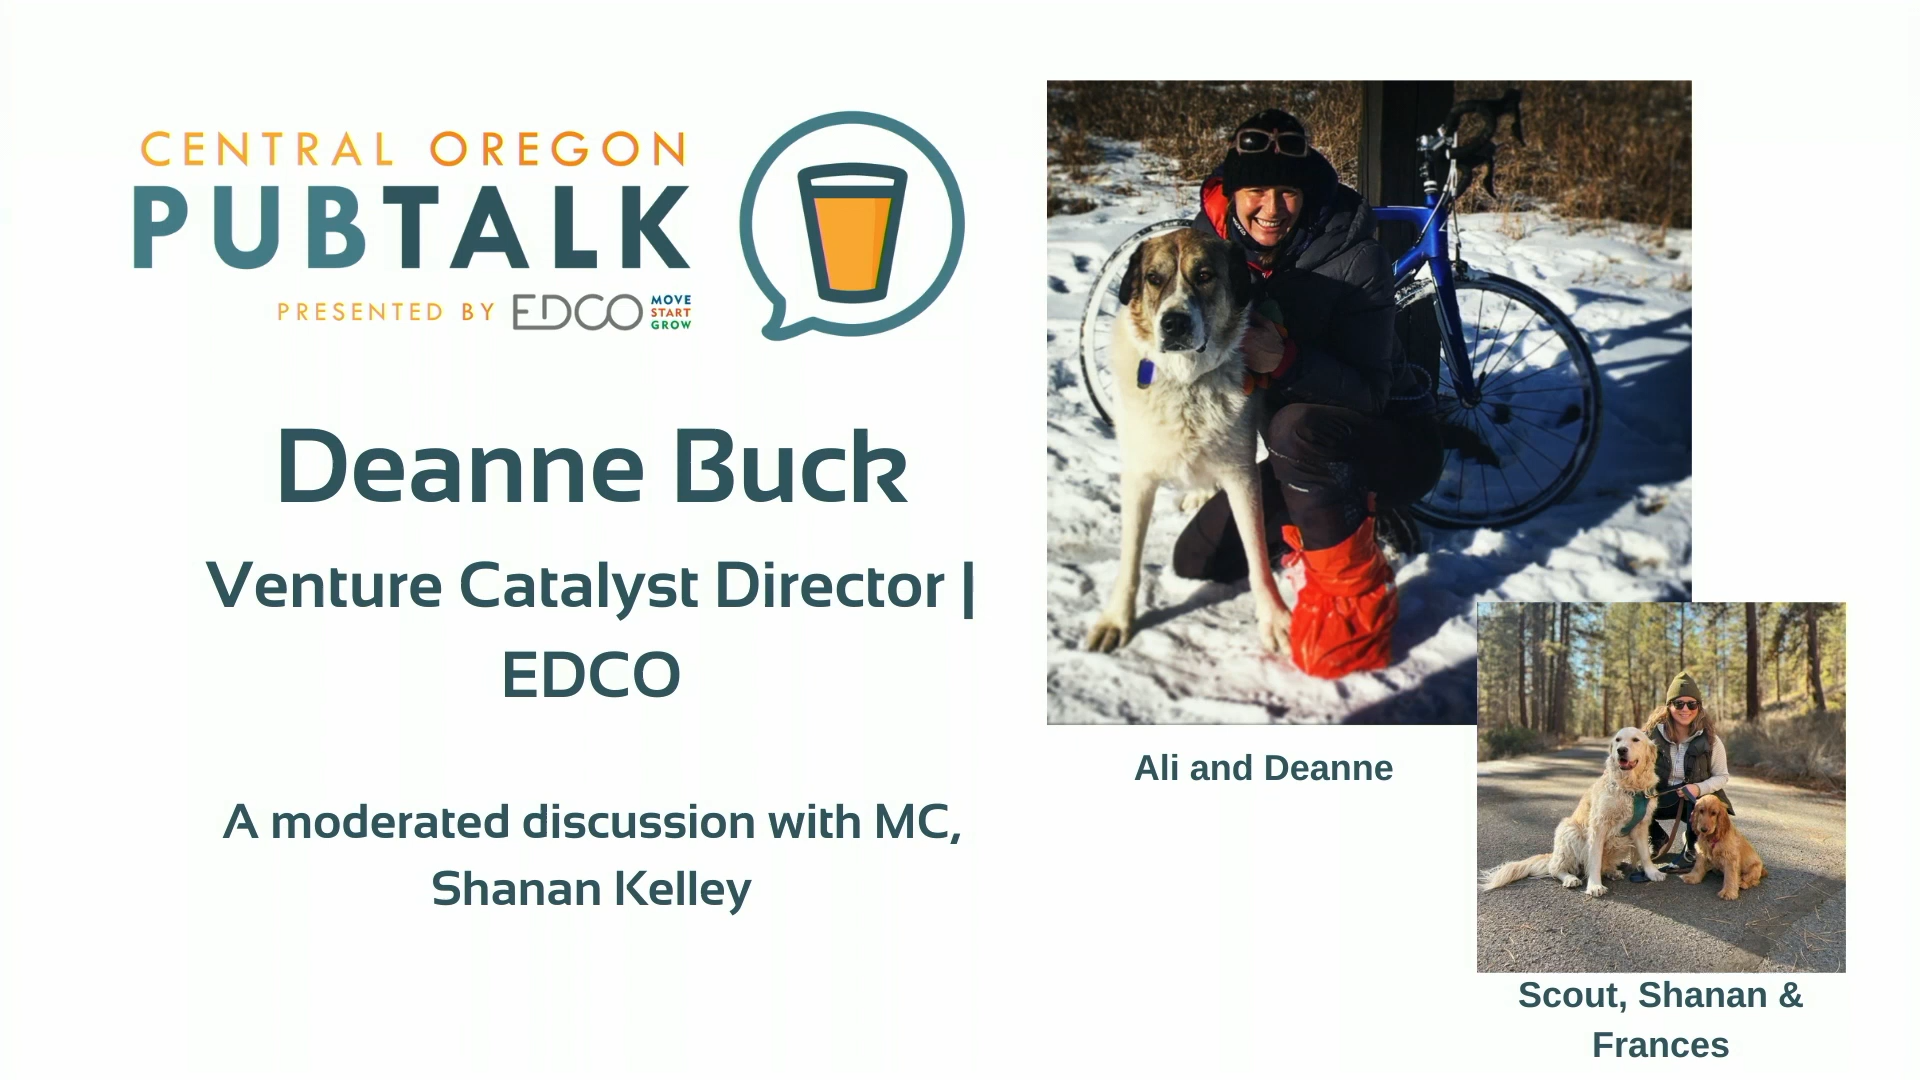 CENTRAL OREGON
PUBTALK
PRESENTED BY EDCO MOVE START GROW
Deanne Buck
Venture Catalyst Director |
EDCO
A moderated discussion with MC,
Shanan Kelley
Ali and Deanne
Scout, Shanan &
Frances